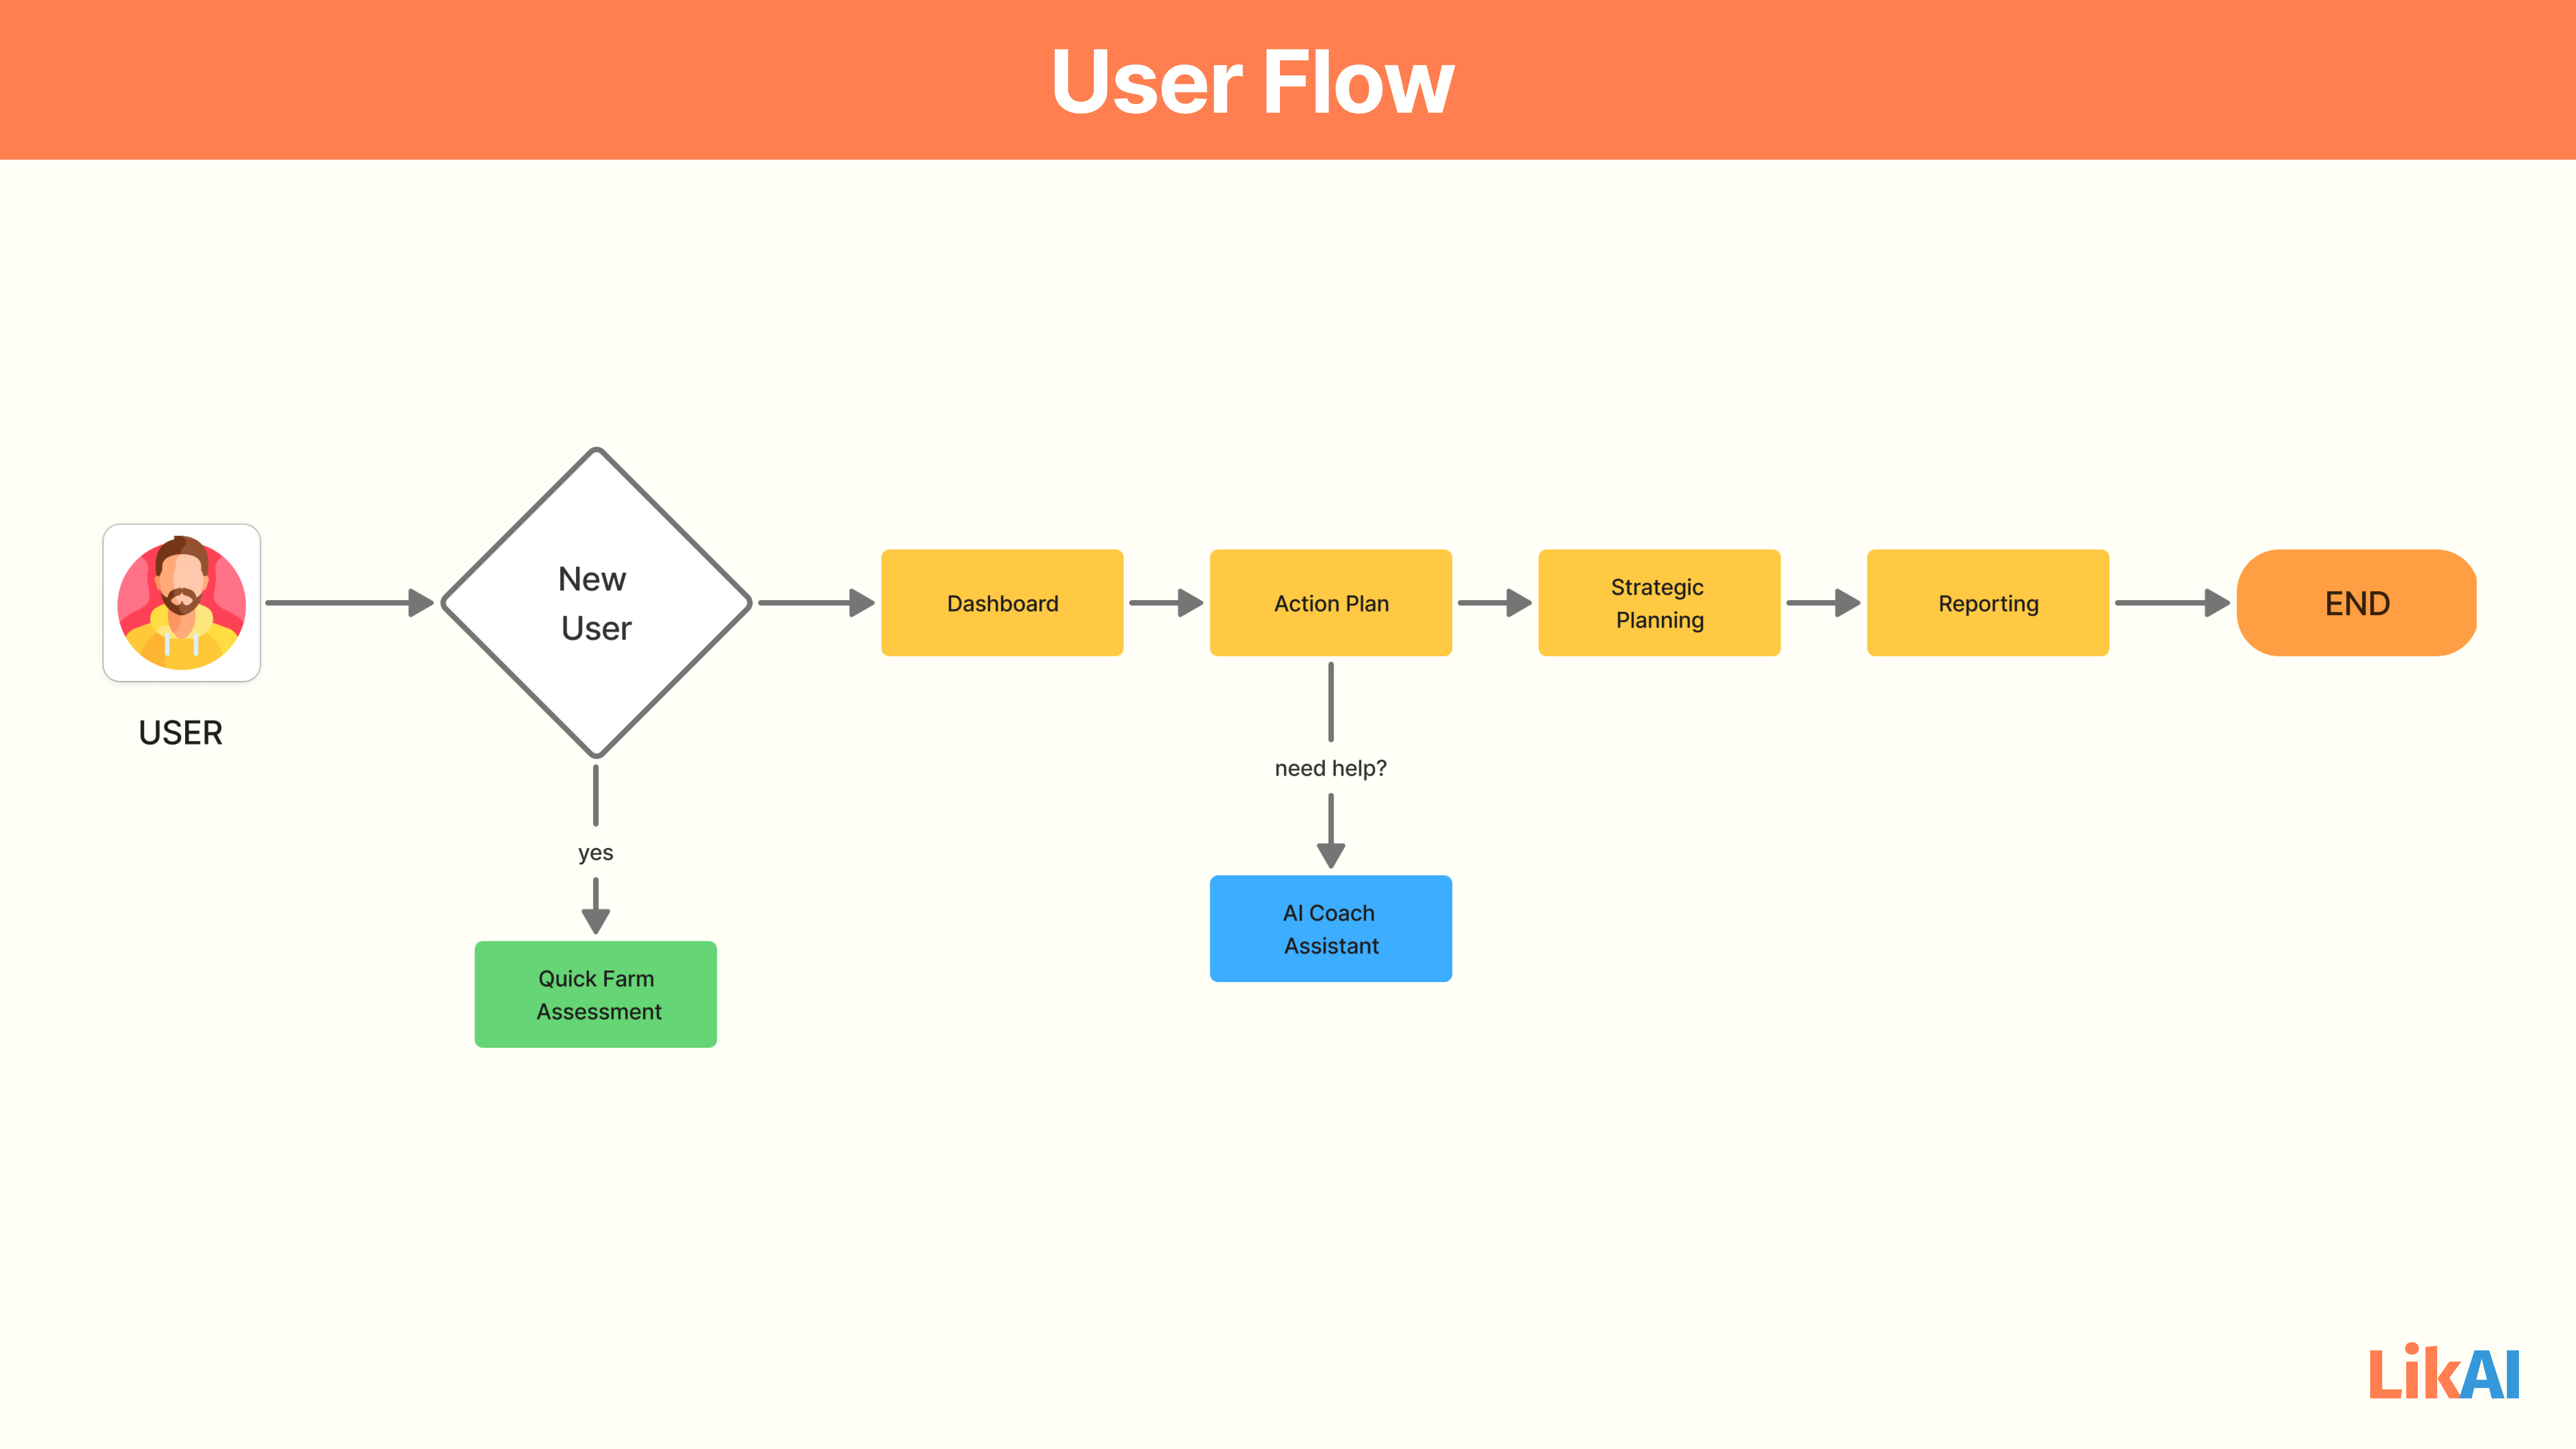 User Flow
USER
New
User
yes
Quick Farm
Assessment
Dashboard
Action Plan
need help?
AI Coach
Assistant
Strategic
Planning
Reporting
END
LikAI